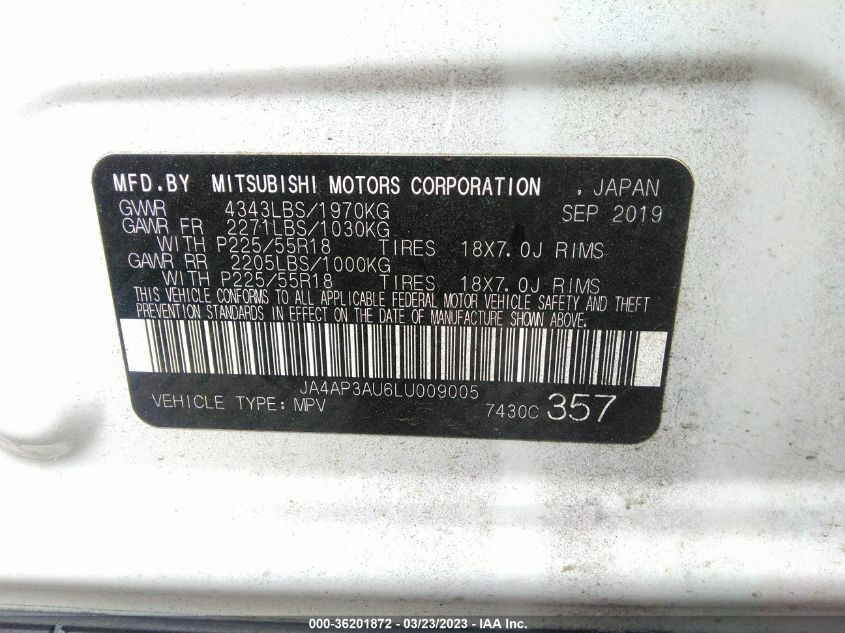 MFD.BY MITSUBISHI MOTORS CORPORATION , JAPAN
GVWR 4343LBS/1970KG SEP 2019
GAWR FR 2271LBS/1030KG
WITH P225/55R18 TIRES 18X7.0J RIMS
GAWR RR 2205LBS/1000KG
WITH P225/55R18 TIRES 18X7.0J RIMS
THIS VEHICLE CONFORMS TO ALL APPLICABLE FEDERAL MOTOR VEHICLE SAFETY AND THEFT
PREVENTION STANDARDS IN EFFECT ON THE DATE OF MANUFACTURE SHOWN ABOVE.
JA4AP3AU6LU009005
VEHICLE TYPE: MPV 7430C 357
000-36201872 — 03/23/2023 — IAA Inc.